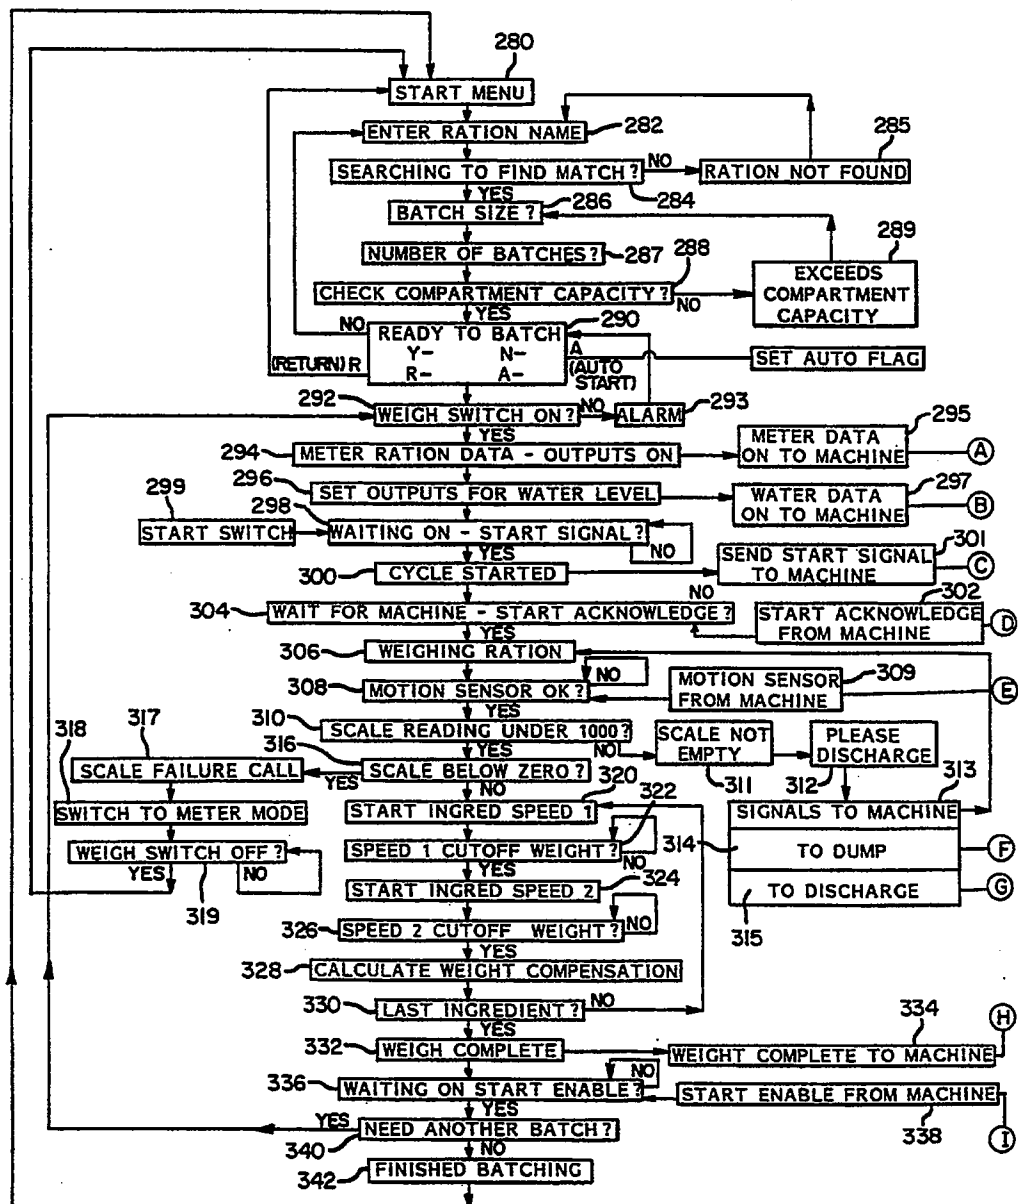 280
START MENU
ENTER RATION NAME
282
285
SEARCHING TO FIND MATCH?
NO
RATION NOT FOUND
YES
284
286
BATCH SIZE?
NUMBER OF BATCHES?
287
288
289
CHECK COMPARTMENT CAPACITY?
NO
EXCEEDS
COMPARTMENT
CAPACITY
YES
290
NO
READY TO BATCH
Y-
N-
R-
A-
(RETURN) R
A
(AUTO
START)
SET AUTO FLAG
292
WEIGH SWITCH ON?
NO
ALARM
293
YES
294
METER RATION DATA - OUTPUTS ON
METER DATA
ON TO MACHINE
295
A
296
SET OUTPUTS FOR WATER LEVEL
WATER DATA
ON TO MACHINE
297
B
299
START SWITCH
298
WAITING ON - START SIGNAL?
NO
YES
300
CYCLE STARTED
SEND START SIGNAL
TO MACHINE
301
C
NO
304
WAIT FOR MACHINE - START ACKNOWLEDGE?
302
START ACKNOWLEDGE
FROM MACHINE
D
YES
306
WEIGHING RATION
NO
308
MOTION SENSOR OK?
MOTION SENSOR
FROM MACHINE
309
E
YES
310
SCALE READING UNDER 1000?
NO
SCALE NOT
EMPTY
311
PLEASE
DISCHARGE
312
313
YES
316
SCALE BELOW ZERO?
YES
317
SCALE FAILURE CALL
318
SWITCH TO METER MODE
WEIGH SWITCH OFF?
YES
NO
319
NO
320
START INGRED SPEED 1
322
SPEED 1 CUTOFF WEIGHT?
NO
SIGNALS TO MACHINE
314
TO DUMP
F
TO DISCHARGE
G
315
YES
START INGRED SPEED 2
324
326
SPEED 2 CUTOFF WEIGHT?
NO
YES
328
CALCULATE WEIGHT COMPENSATION
330
LAST INGREDIENT?
NO
YES
332
WEIGH COMPLETE
334
WEIGHT COMPLETE TO MACHINE
H
NO
336
WAITING ON START ENABLE?
START ENABLE FROM MACHINE
338
I
YES
YES
340
NEED ANOTHER BATCH?
NO
342
FINISHED BATCHING